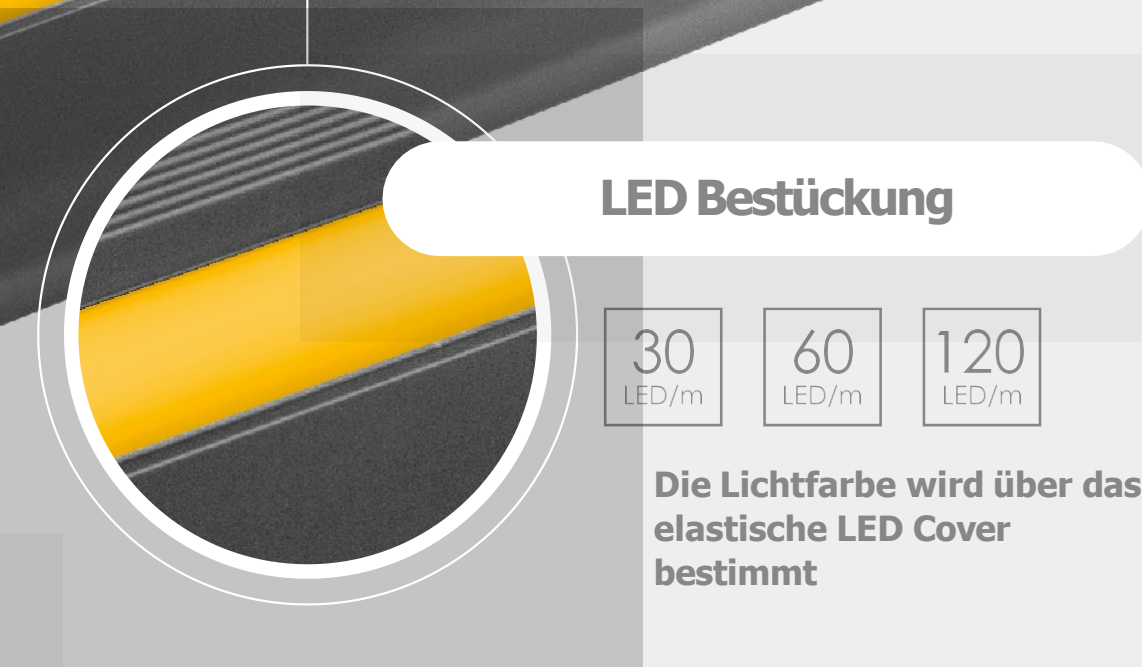 LED Bestückung
30
LED/m
60
LED/m
120
LED/m
Die Lichtfarbe wird über das
elastische LED Cover
bestimmt